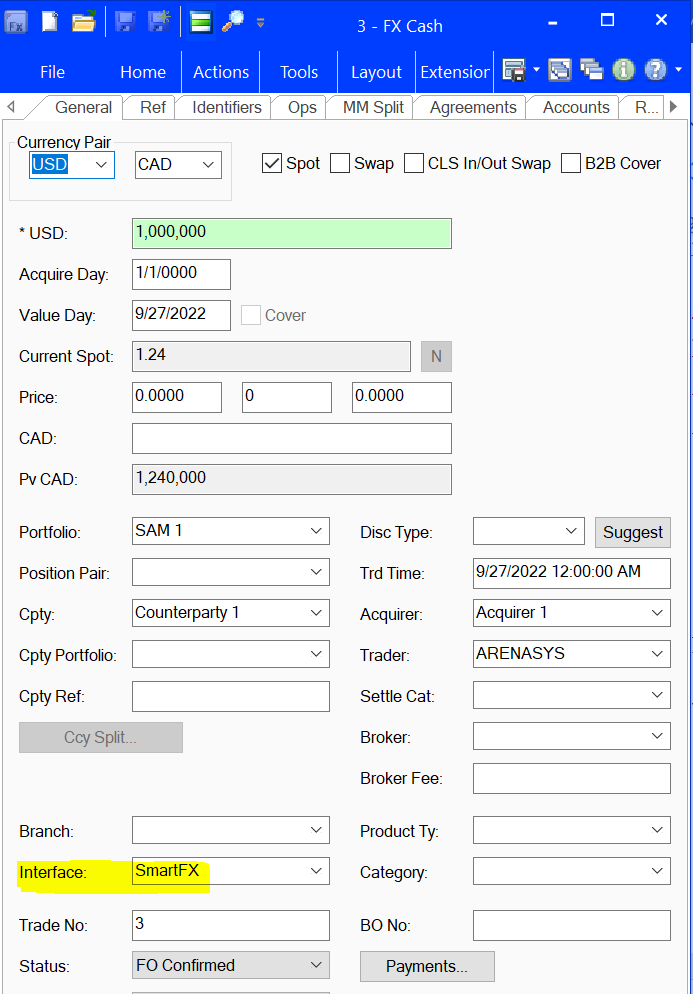 Fx
3 - FX Cash
File Home Actions Tools Layout Extension
General Ref Identifiers Ops MM Split Agreements Accounts R...
Currency Pair
USD CAD Spot Swap CLS In/Out Swap B2B Cover
* USD: 1,000,000
Acquire Day: 1/1/0000
Value Day: 9/27/2022 Cover
Current Spot: 1.24 N
Price: 0.0000 0 0.0000
CAD:
Pv CAD: 1,240,000
Portfolio: SAM 1 Disc Type: Suggest
Position Pair: Trd Time: 9/27/2022 12:00:00 AM
Cpty: Counterparty 1 Acquirer: Acquirer 1
Cpty Portfolio: Trader: ARENASYS
Cpty Ref: Settle Cat:
Ccy Split... Broker:
Broker Fee:
Branch: Product Ty:
Interface: SmartFX Category:
Trade No: 3 BO No:
Status: FO Confirmed Payments...